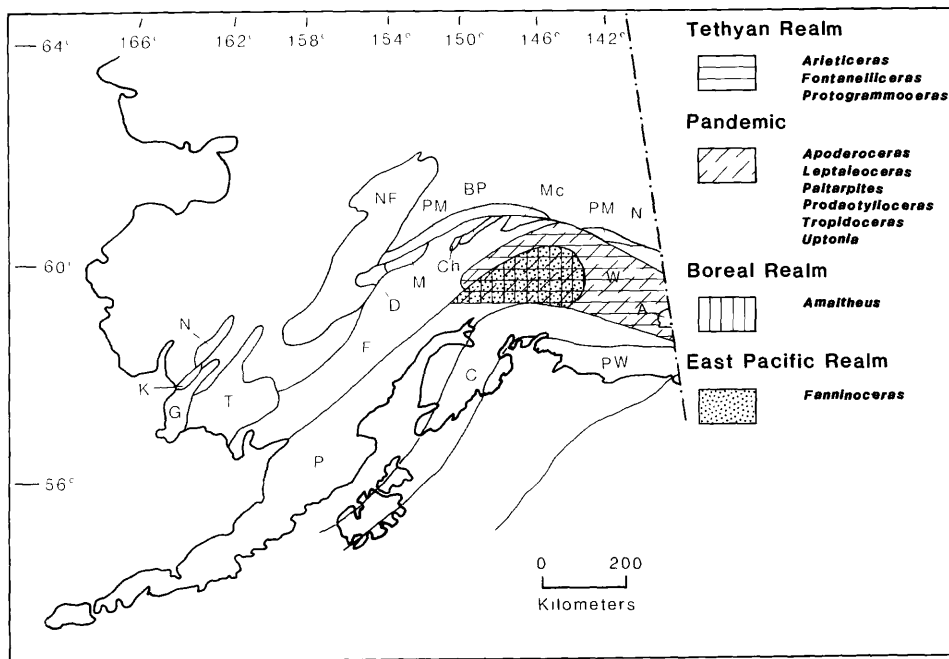 166°
162°
158°
154°
150°
146°
142°
64°
60°
56°
NF
PM
BP
Mc
PM
N
Ch
M
D
W
A
F
N
K
G
T
P
C
PW
0 200
Kilometers
Tethyan Realm
Arieticeras
Fontanelliceras
Protogrammoceras
Pandemic
Apoderoceras
Leptaleoceras
Paltarpites
Prodactylioceras
Tropidoceras
Uptonia
Boreal Realm
Amaltheus
East Pacific Realm
Fanninoceras